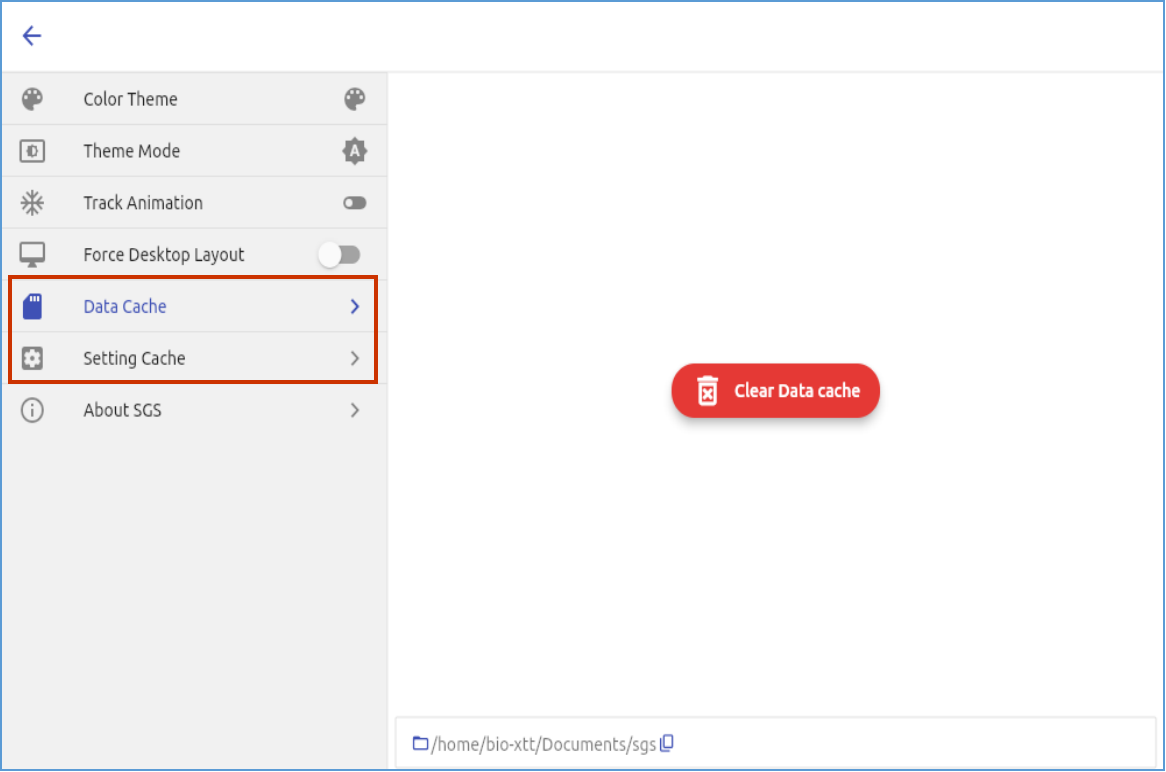 Color Theme
Theme Mode
A
Track Animation
Force Desktop Layout
Data Cache
Setting Cache
About SGS
Clear Data cache
/home/bio-xtt/Documents/sgs